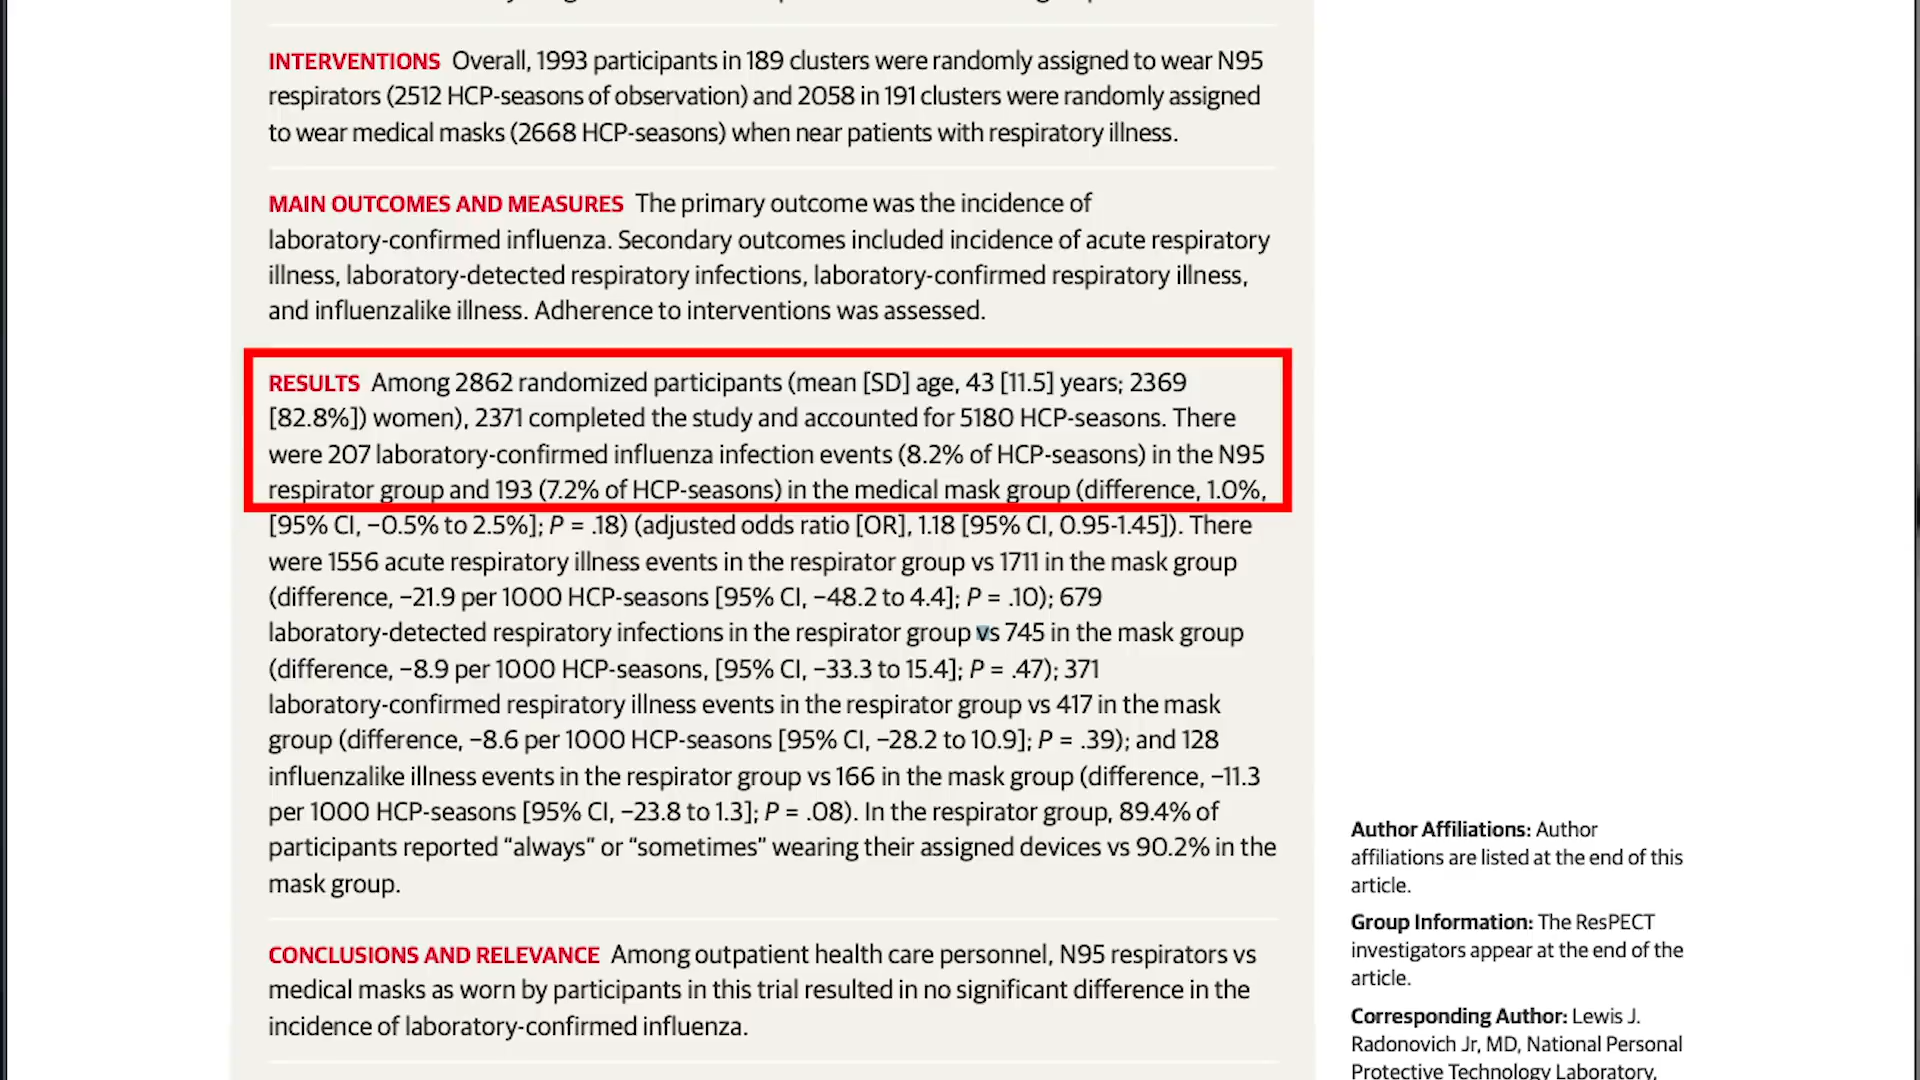 INTERVENTIONS Overall, 1993 participants in 189 clusters were randomly assigned to wear N95
respirators (2512 HCP-seasons of observation) and 2058 in 191 clusters were randomly assigned
to wear medical masks (2668 HCP-seasons) when near patients with respiratory illness.
MAIN OUTCOMES AND MEASURES The primary outcome was the incidence of
laboratory-confirmed influenza. Secondary outcomes included incidence of acute respiratory
illness, laboratory-detected respiratory infections, laboratory-confirmed respiratory illness,
and influenzalike illness. Adherence to interventions was assessed.
RESULTS Among 2862 randomized participants (mean [SD] age, 43 [11.5] years; 2369
[82.8%]) women), 2371 completed the study and accounted for 5180 HCP-seasons. There
were 207 laboratory-confirmed influenza infection events (8.2% of HCP-seasons) in the N95
respirator group and 193 (7.2% of HCP-seasons) in the medical mask group (difference, 1.0%,
[95% CI, −0.5% to 2.5%]; P = .18) (adjusted odds ratio [OR], 1.18 [95% CI, 0.95-1.45]). There
were 1556 acute respiratory illness events in the respirator group vs 1711 in the mask group
(difference, −21.9 per 1000 HCP-seasons [95% CI, −48.2 to 4.4]; P = .10); 679
laboratory-detected respiratory infections in the respirator group vs 745 in the mask group
(difference, −8.9 per 1000 HCP-seasons, [95% CI, −33.3 to 15.4]; P = .47); 371
laboratory-confirmed respiratory illness events in the respirator group vs 417 in the mask
group (difference, −8.6 per 1000 HCP-seasons [95% CI, −28.2 to 10.9]; P = .39); and 128
influenzalike illness events in the respirator group vs 166 in the mask group (difference, −11.3
per 1000 HCP-seasons [95% CI, −23.8 to 1.3]; P = .08). In the respirator group, 89.4% of
participants reported “always” or “sometimes” wearing their assigned devices vs 90.2% in the
mask group.
CONCLUSIONS AND RELEVANCE Among outpatient health care personnel, N95 respirators vs
medical masks as worn by participants in this trial resulted in no significant difference in the
incidence of laboratory-confirmed influenza.
Author Affiliations: Author
affiliations are listed at the end of this
article.
Group Information: The ResPECT
investigators appear at the end of the
article.
Corresponding Author: Lewis J.
Radonovich Jr, MD, National Personal
Protective Technology Laboratory,